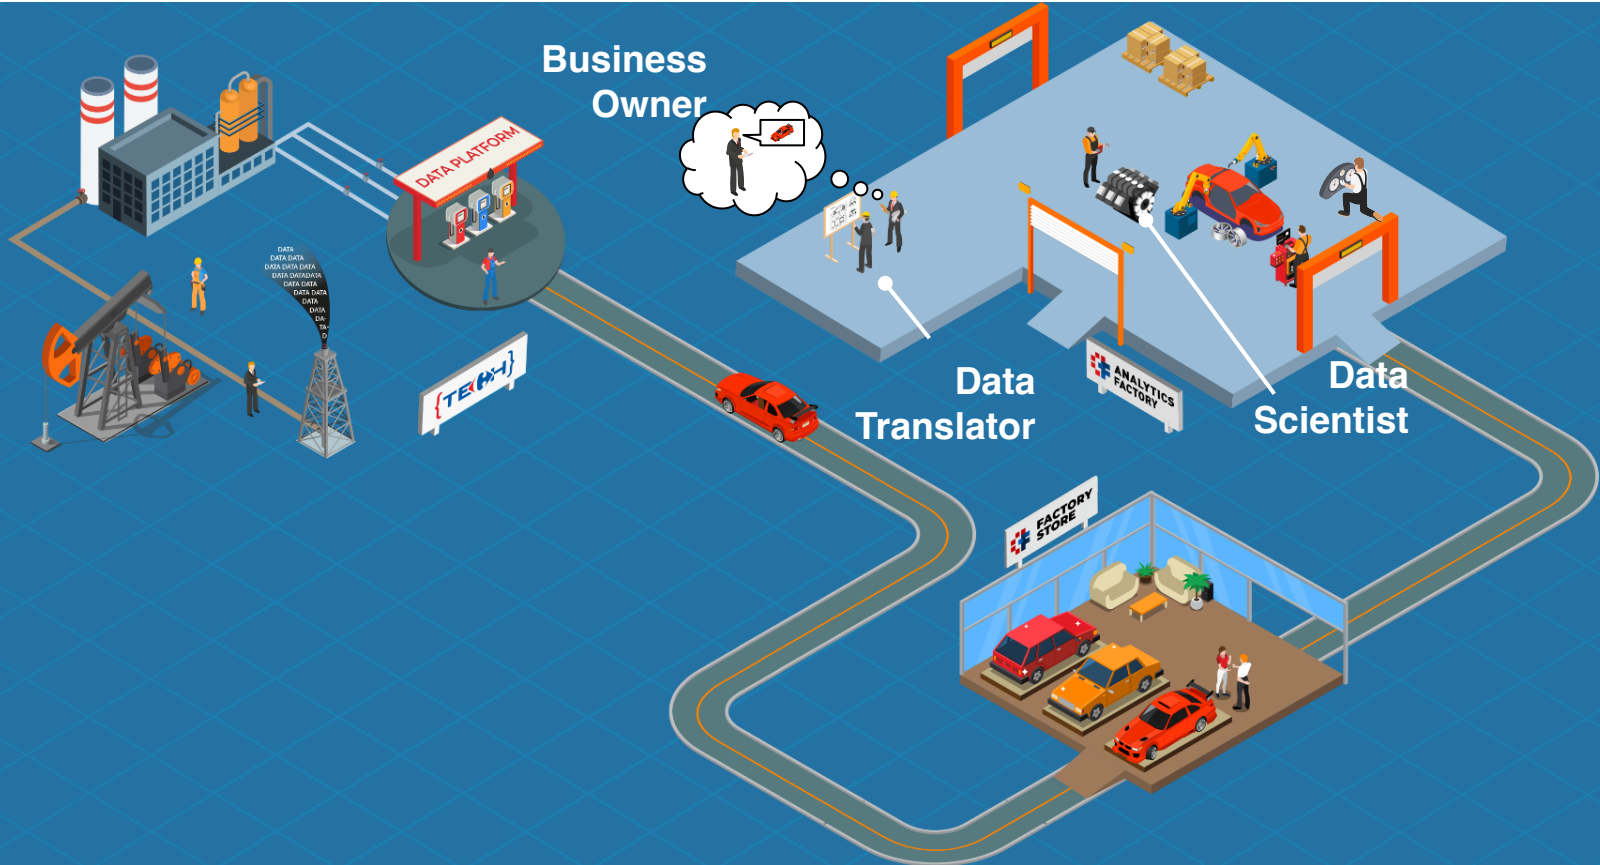 Business
Owner
DATA PLATFORM
DATA
DATA DATA
DATA DATA DATA
DATA DATADATA
DATA DATA
DATA DATA
DATA
DATA
DA-
TA-
D
{TECH}
Data
Translator
ANALYTICS
FACTORY
Data
Scientist
FACTORY
STORE